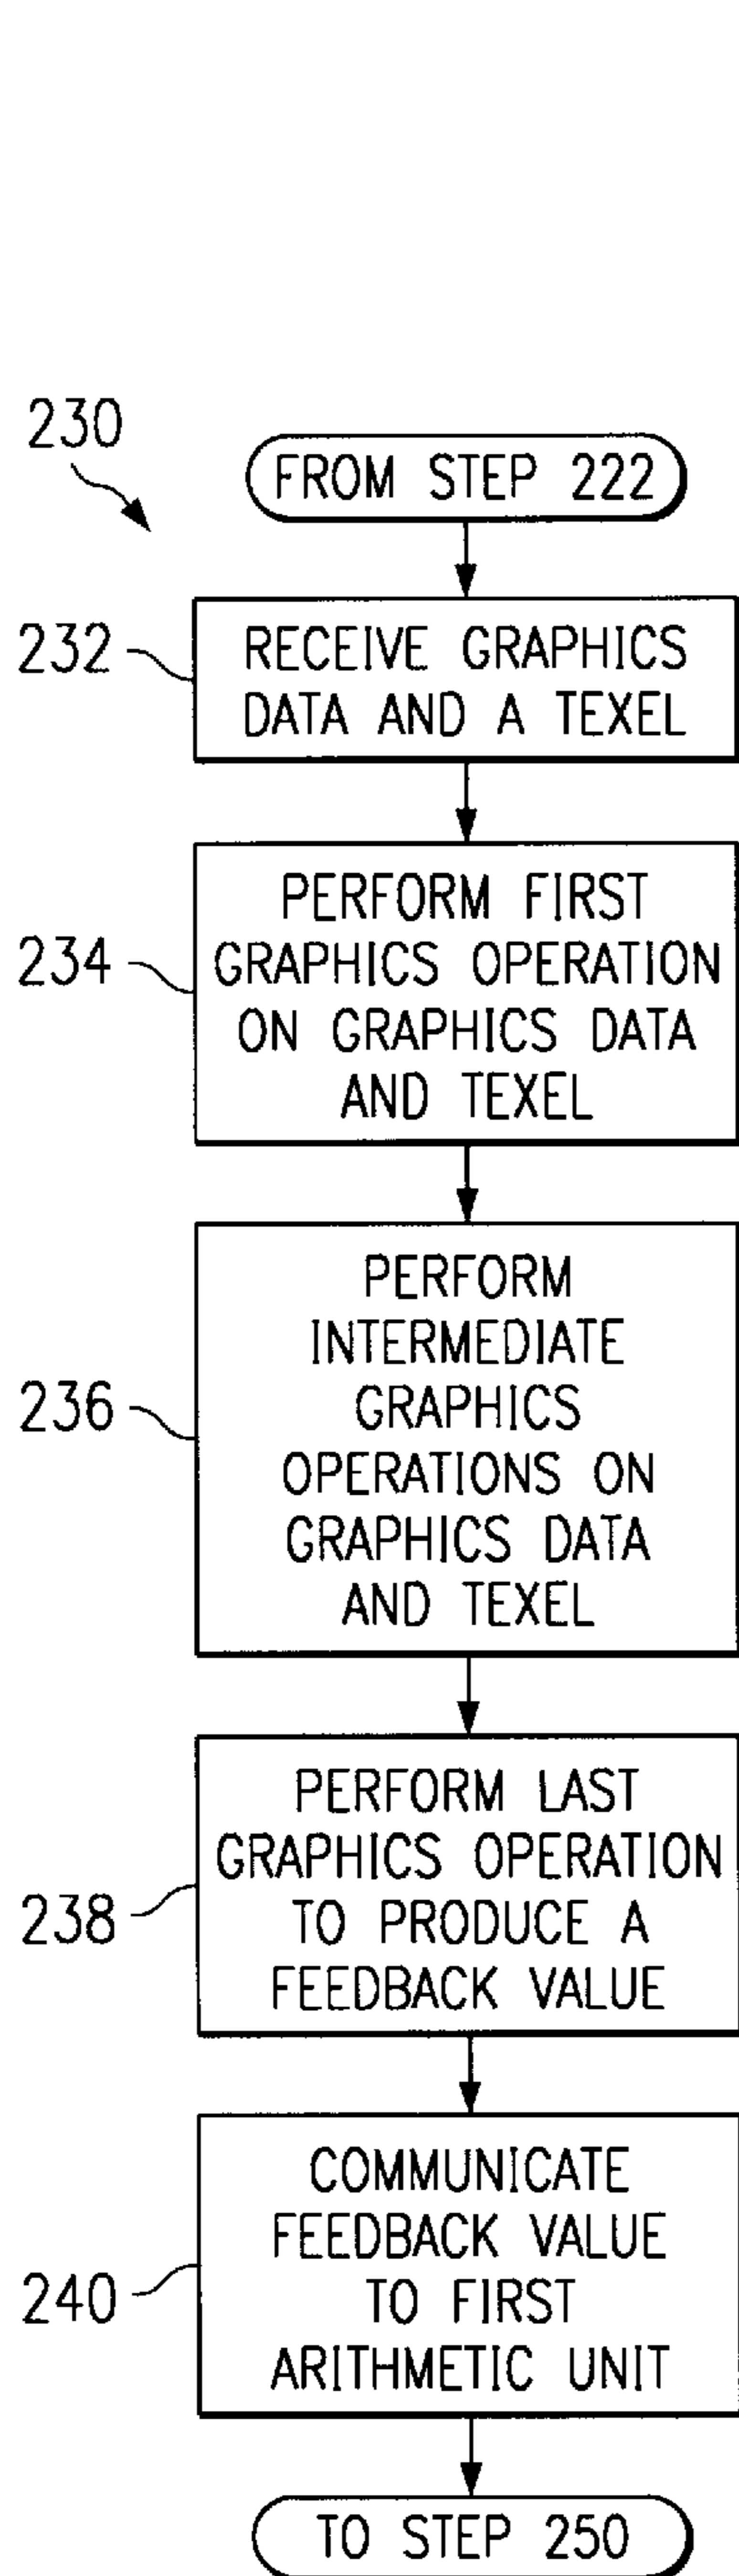 230
FROM STEP 222
232
RECEIVE GRAPHICS
DATA AND A TEXEL
234
PERFORM FIRST
GRAPHICS OPERATION
ON GRAPHICS DATA
AND TEXEL
236
PERFORM
INTERMEDIATE
GRAPHICS
OPERATIONS ON
GRAPHICS DATA
AND TEXEL
238
PERFORM LAST
GRAPHICS OPERATION
TO PRODUCE A
FEEDBACK VALUE
240
COMMUNICATE
FEEDBACK VALUE
TO FIRST
ARITHMETIC UNIT
TO STEP 250